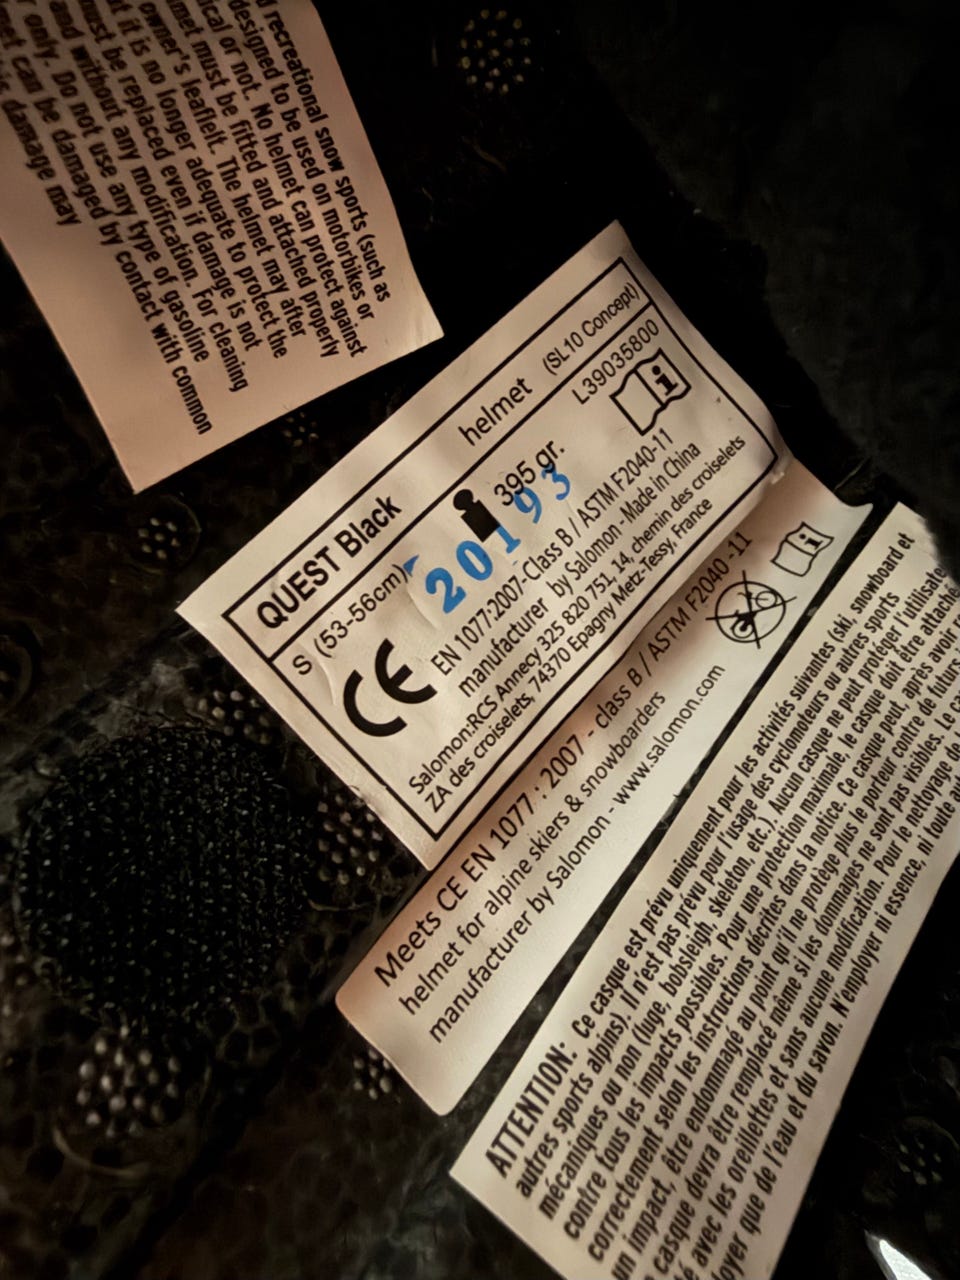 recreational snow sports (such as
designed to be used on motorbikes or
ical or not. No helmet can protect against
lmet must be fitted and attached properly
owner's leaflelt. The helmet may after
it is no longer adequate to protect the
must be replaced even if damage is not
and without any modification. For cleaning
only. Do not use any type of gasoline
can be damaged by contact with common
damage may
QUEST Black helmet (SL10 Concept)
S (53-56cm) 395 gr. L39035800
20193
CE EN 1077:2007-Class B / ASTM F2040-11
manufacturer by Salomon - Made in China
Salomon:RCS Annecy 325 820 751, 14, chemin des croiselets
ZA des croiselets, 74370 Epagny Metz-Tessy, France
Meets CE EN 1077 : 2007 - class B / ASTM F2040 -11
helmet for alpine skiers & snowboarders
manufacturer by Salomon - www.salomon.com
ATTENTION: Ce casque est prévu uniquement pour les activités suivantes (ski, snowboard et
autres sports alpins). Il n'est pas prévu pour l'usage des cyclomoteurs ou autres sports
mécaniques ou non (luge, bobsleigh, skeleton, etc.). Aucun casque ne peut protéger l'utilisate
contre tous les impacts possibles. Pour une protection maximale, le casque doit être attaché
correctement selon les instructions décrites dans la notice. Ce casque peut, après avoir
un impact, être endommagé au point qu'il ne protège plus le porteur contre de futurs
casque devra être remplacé même si les dommages ne sont pas visibles. Le
avec les oreillettes et sans aucune modification. Pour le nettoyage
loyer que de l'eau et du savon. N'employer ni essence, ni toute